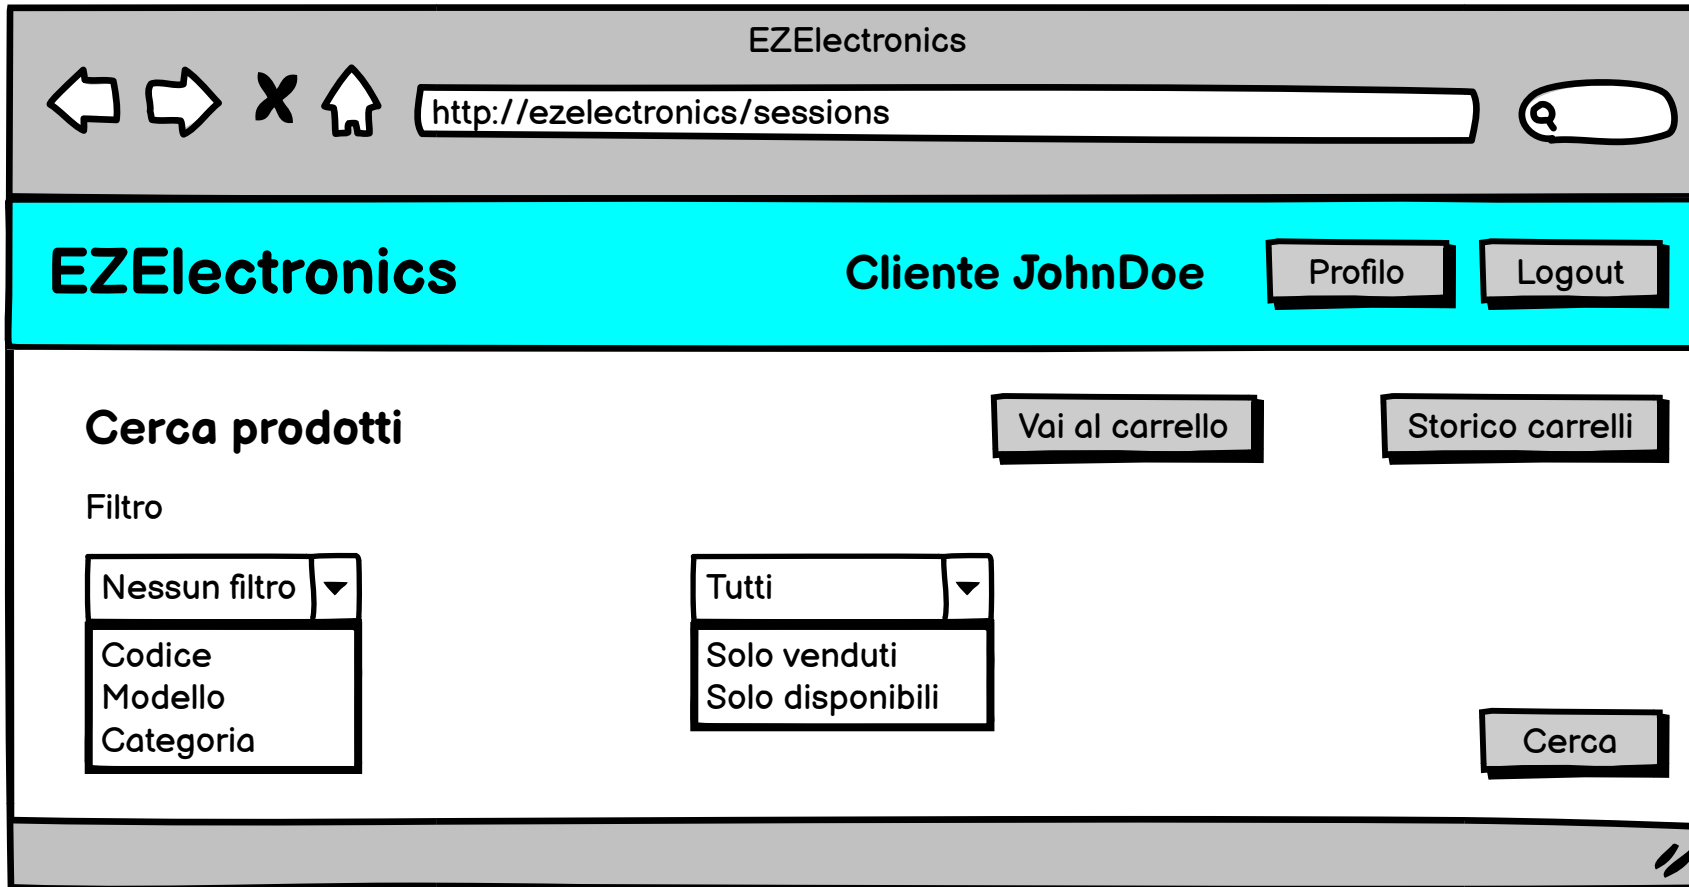 EZElectronics
http://ezelectronics/sessions
EZElectronics
Cliente JohnDoe
Profilo
Logout
Cerca prodotti
Vai al carrello
Storico carrelli
Filtro
Nessun filtro
Codice
Modello
Categoria
Tutti
Solo venduti
Solo disponibili
Cerca